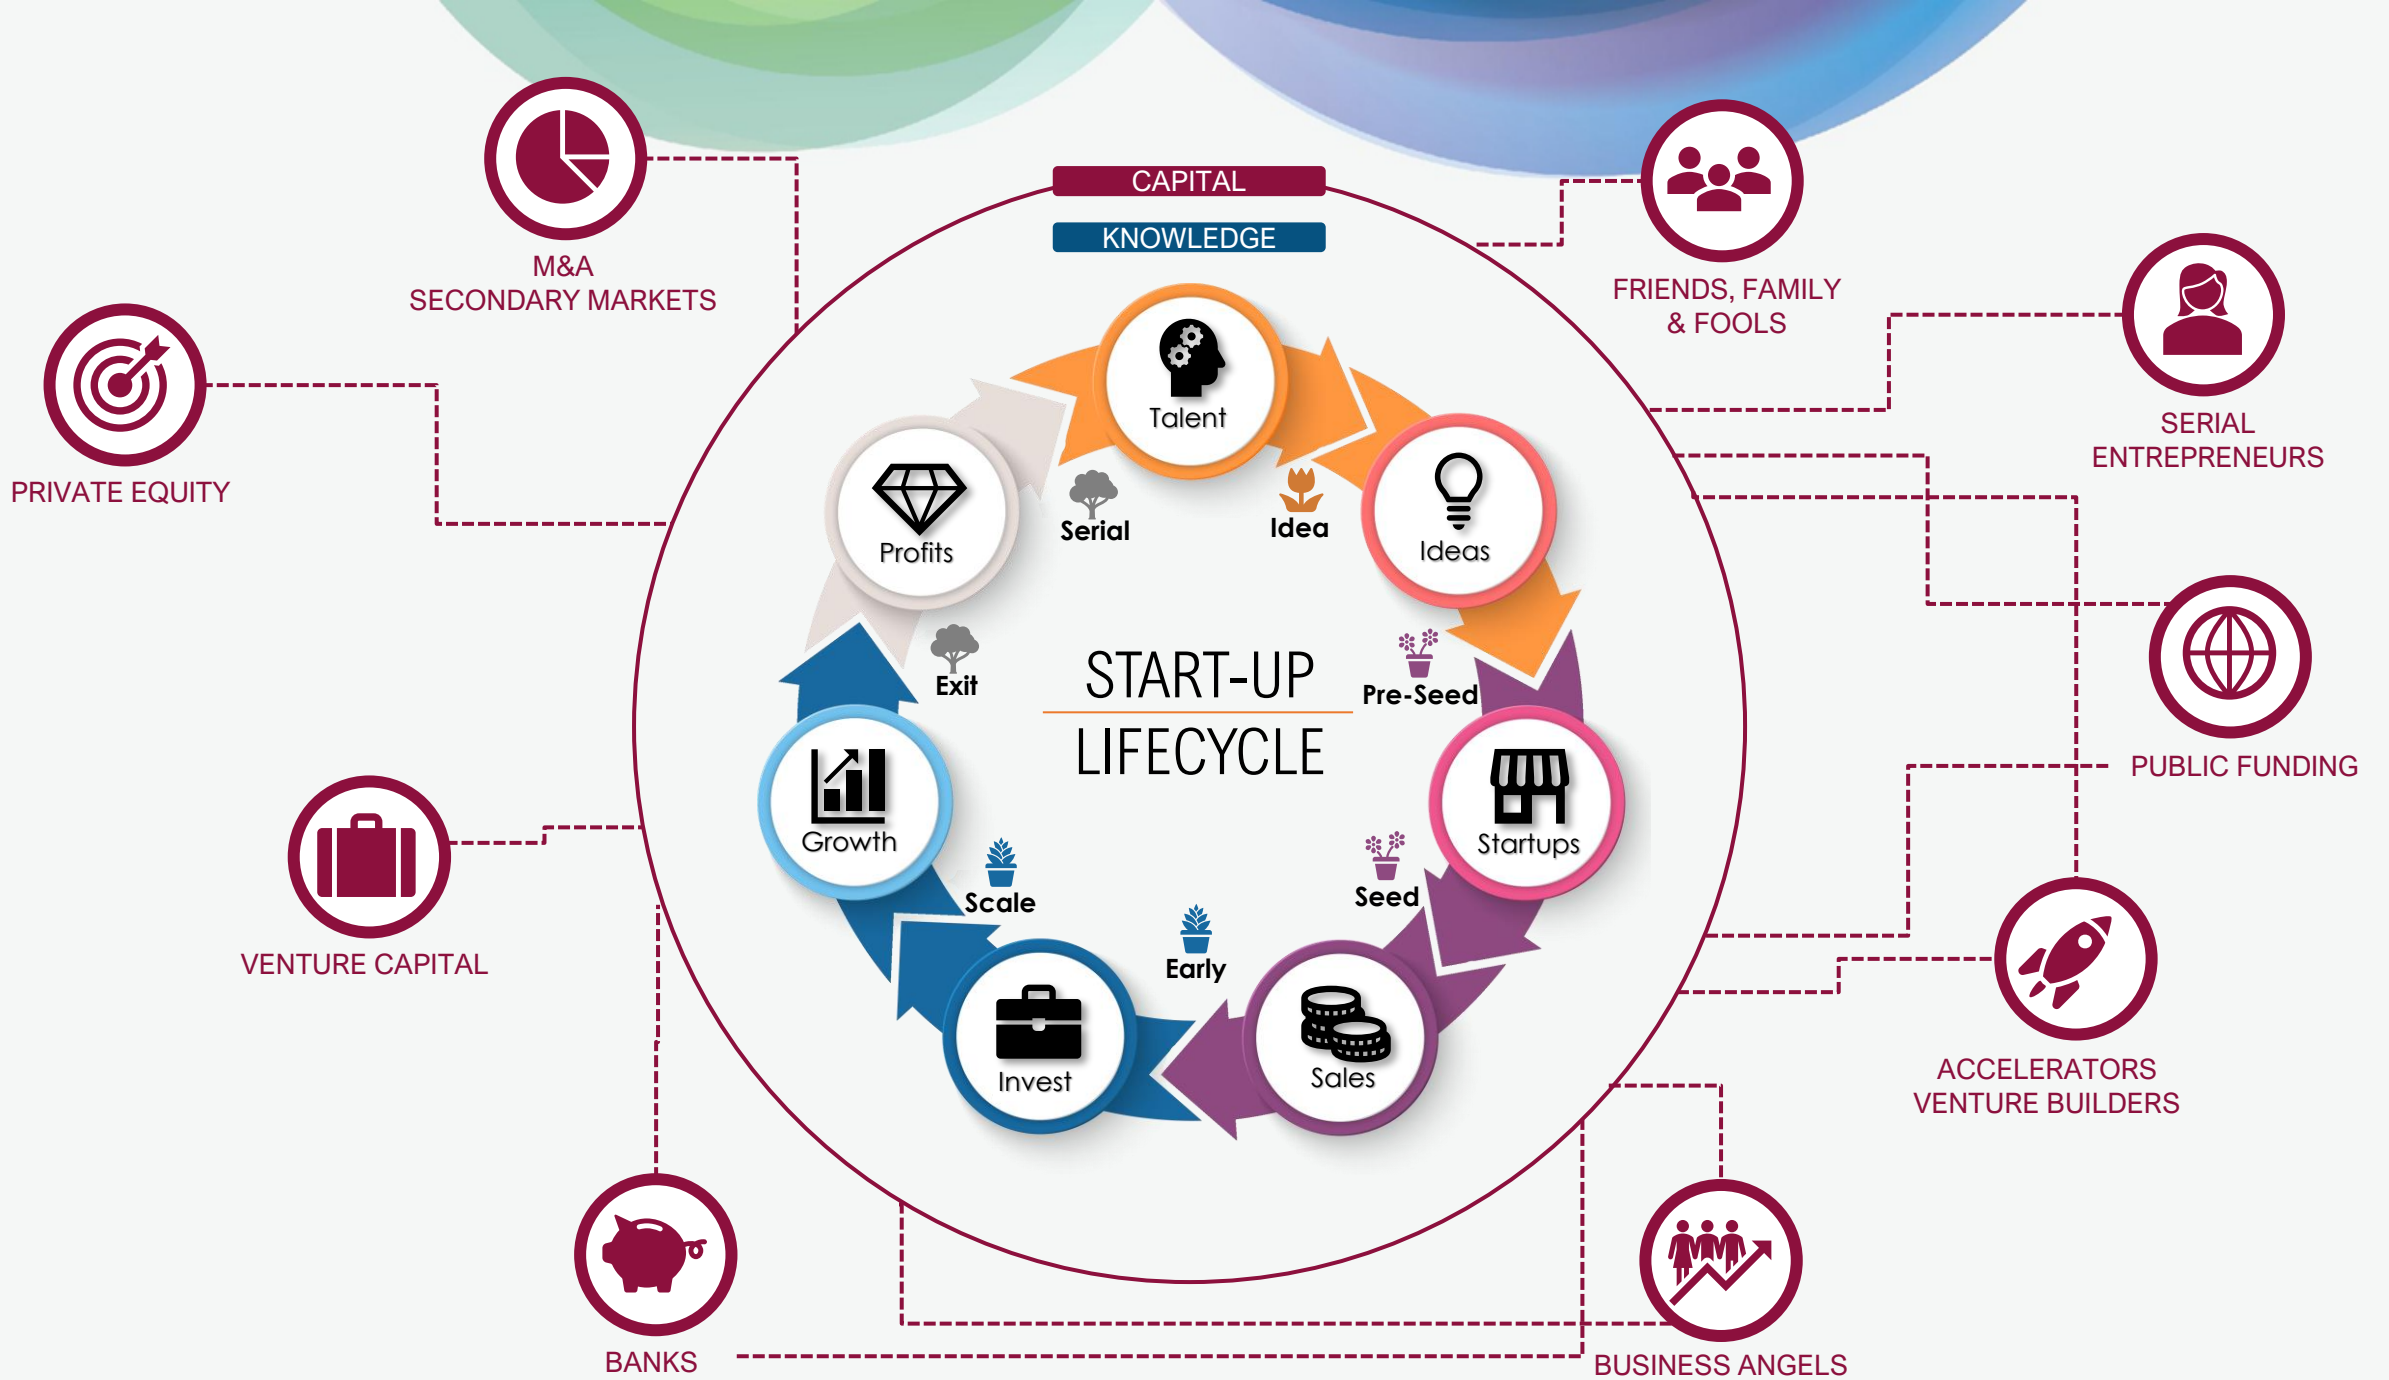 CAPITAL
KNOWLEDGE
M&A
SECONDARY MARKETS
FRIENDS, FAMILY
& FOOLS
SERIAL
ENTREPRENEURS
PRIVATE EQUITY
Talent
Profits
Serial
Idea
Ideas
START-UP
LIFECYCLE
Exit
Pre-Seed
PUBLIC FUNDING
Growth
Startups
Scale
Seed
Early
VENTURE CAPITAL
Invest
Sales
ACCELERATORS
VENTURE BUILDERS
BANKS
BUSINESS ANGELS